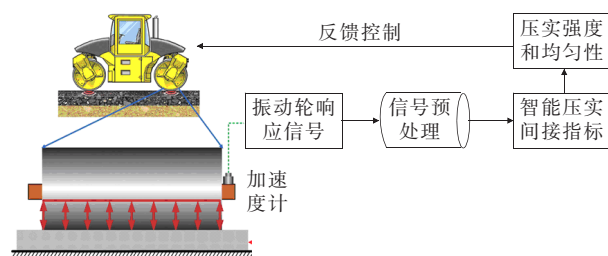 反馈控制
压实强度
和均匀性
振动轮响
应信号
信号预
处理
智能压实
间接指标
加速
度计